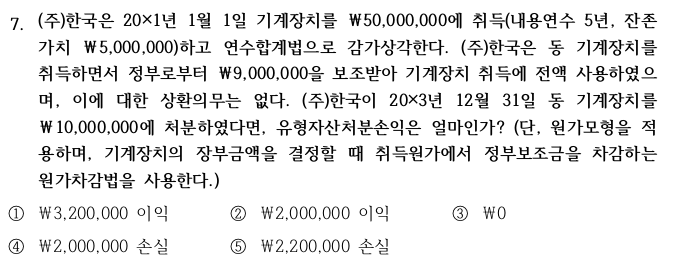 7. (주)한국은 20×1년 1월 1일 기계장치를 ₩50,000,000에 취득(내용연수 5년, 잔존
가치 ₩5,000,000)하고 연수합계법으로 감가상각한다. (주)한국은 동 기계장치를
취득하면서 정부로부터 ₩9,000,000을 보조받아 기계장치 취득에 전액 사용하였으
며, 이에 대한 상환의무는 없다. (주)한국이 20×3년 12월 31일 동 기계장치를
₩10,000,000에 처분하였다면, 유형자산처분손익은 얼마인가? (단, 원가모형을 적
용하며, 기계장치의 장부금액을 결정할 때 취득원가에서 정부보조금을 차감하는
원가차감법을 사용한다.)
① ₩3,200,000 이익 ② ₩2,000,000 이익 ③ ₩0
④ ₩2,000,000 손실 ⑤ ₩2,200,000 손실